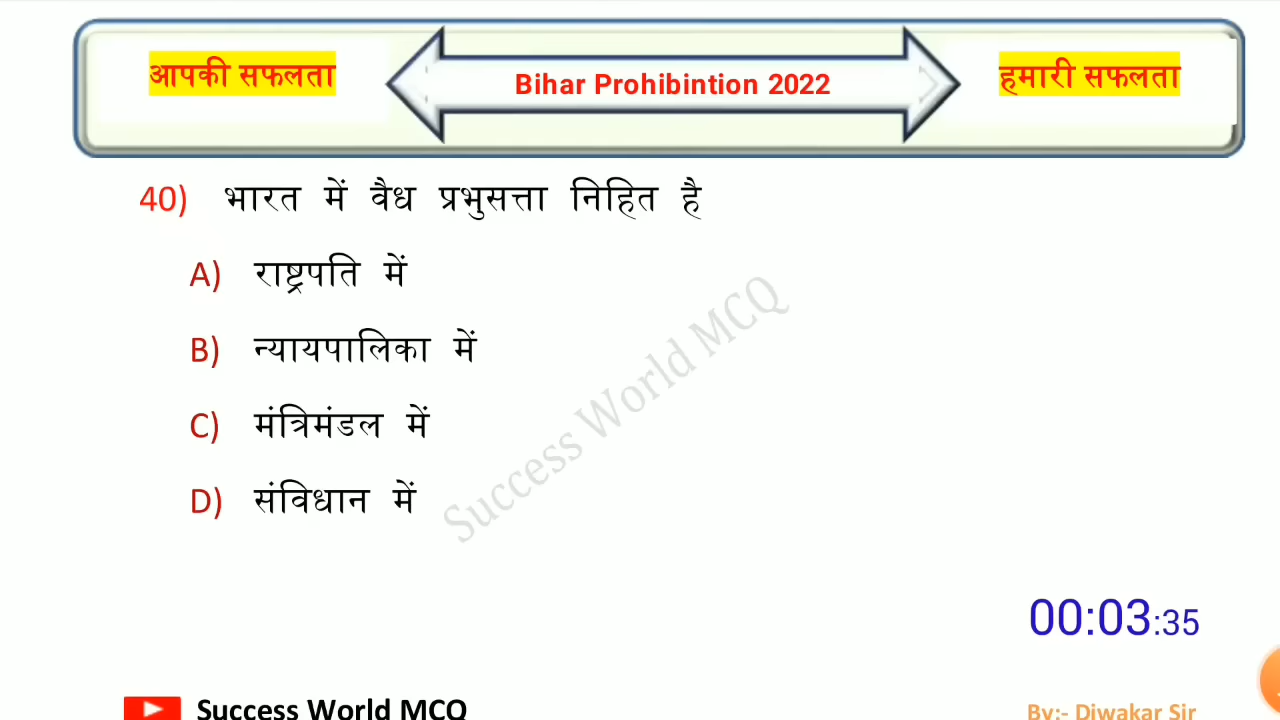 आपकी सफलता
Bihar Prohibintion 2022
हमारी सफलता
40) भारत में वैध प्रभुसत्ता निहित है
A) राष्ट्रपति में
B) न्यायपालिका में
C) मंत्रिमंडल में
D) संविधान में
Success World MCQ
00:03:35
Success World MCQ
By:- Diwakar Sir